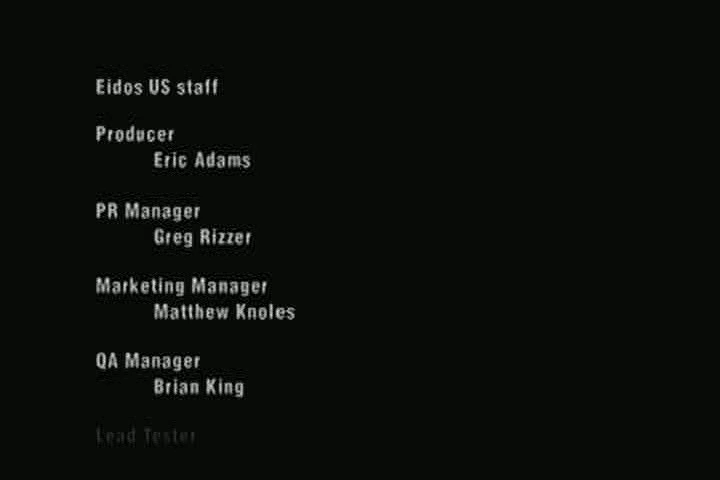 Eidos US staff
Producer
Eric Adams
PR Manager
Greg Rizzer
Marketing Manager
Matthew Knoles
QA Manager
Brian King
Lead Tester